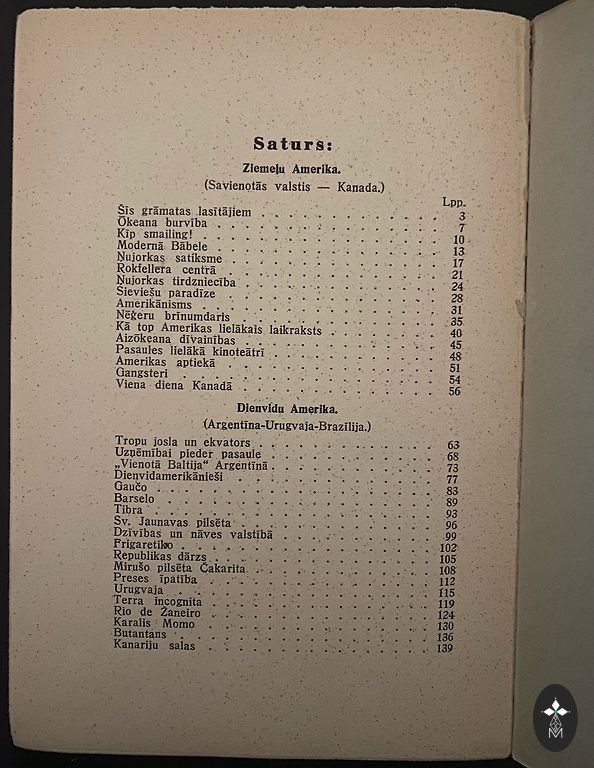 Saturs:
Ziemeļu Amerika.
(Savienotās valstis — Kanada.)
Lpp.
Šīs grāmatas lasītājiem 3
Okeana burvība 7
Kīp smailing! 10
Modernā Bābele 13
Ņujorkas satiksme 17
Rokfellera centrā 21
Ņujorkas tirdzniecība 24
Sieviešu paradīze 28
Amerikānisms 31
Nēģeru brīnumdaris 35
Kā top Amerikas lielākais laikraksts 40
Aizōkeana dīvainības 45
Pasaules lielākā kinoteātrī 48
Amerikas aptiekā 51
Gangsteri 54
Viena diena Kanadā 56
Dienvidu Amerika.
(Argentīna-Urugvaja-Brazīlija.)
Tropu josla un ekvators 63
Uzņēmībai pieder pasaule 68
„Vienotā Baltija“ Argentīnā 73
Dienvidamerikānieši 77
Gaučo 83
Barselo 89
Tibra 93
Sv. Jaunavas pilsēta 96
Dzīvības un nāves valstībā 99
Frigaretiko 102
Republikas dārzs 105
Mirušo pilsēta Čakarita 108
Preses īpatība 112
Urugvaja 115
Terra incognita 119
Rio de Žaneiro 124
Karalis Momo 130
Butantans 136
Kanariju salas 139
M